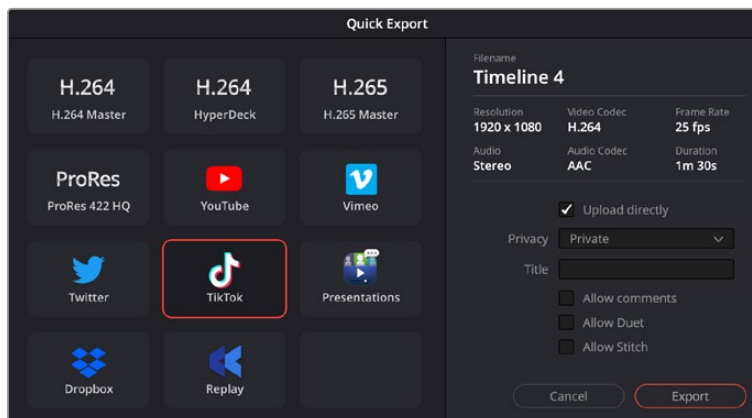 Quick Export
H.264
H.264 Master
H.264
HyperDeck
H.265
H.265 Master
ProRes
ProRes 422 HQ
YouTube
Vimeo
Twitter
TikTok
Presentations
Dropbox
Replay
Filename
Timeline 4
Resolution Video Codec Frame Rate
1920 x 1080 H.264 25 fps
Audio Audio Codec Duration
Stereo AAC 1m 30s
Upload directly
Privacy Private
Title
Allow comments
Allow Duet
Allow Stitch
Cancel Export